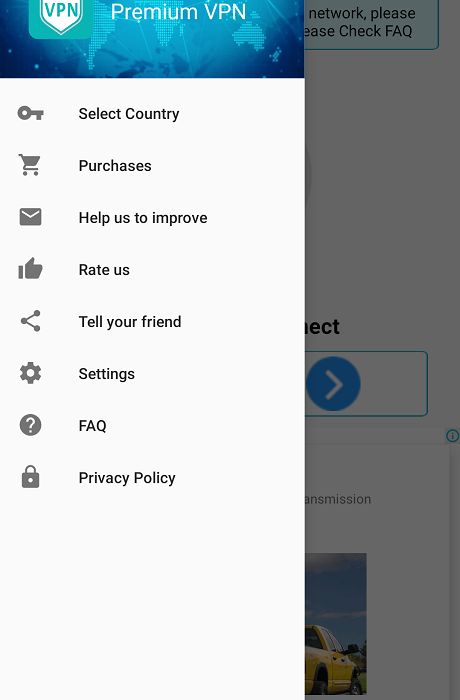 VPN
Premium VPN
network, please
ease Check FAQ
Select Country
Purchases
Help us to improve
Rate us
Tell your friend
Settings
FAQ
Privacy Policy
nect
ansmission